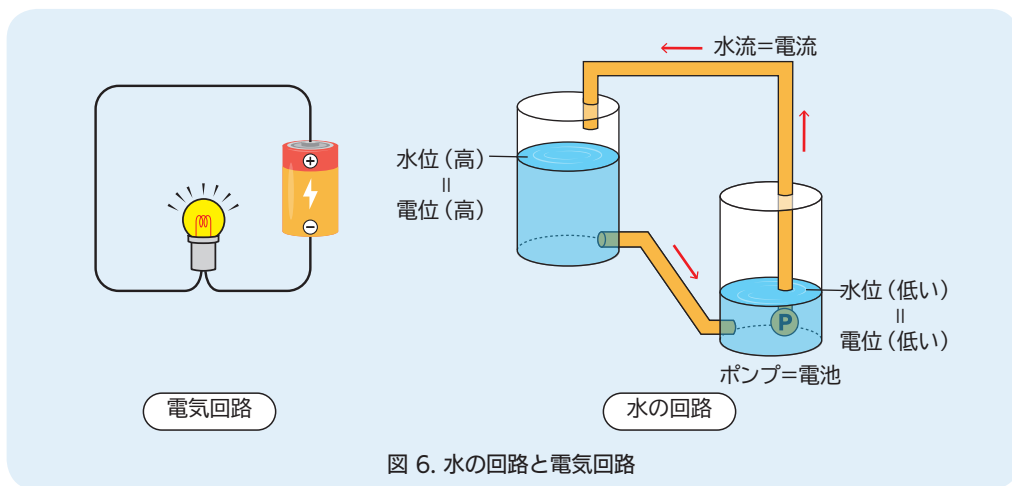 水流=電流
水位(高)
=
電位(高)
⊕
⊖
水位(低い)
=
電位(低い)
P
ポンプ=電池
電気回路
水の回路
図 6. 水の回路と電気回路